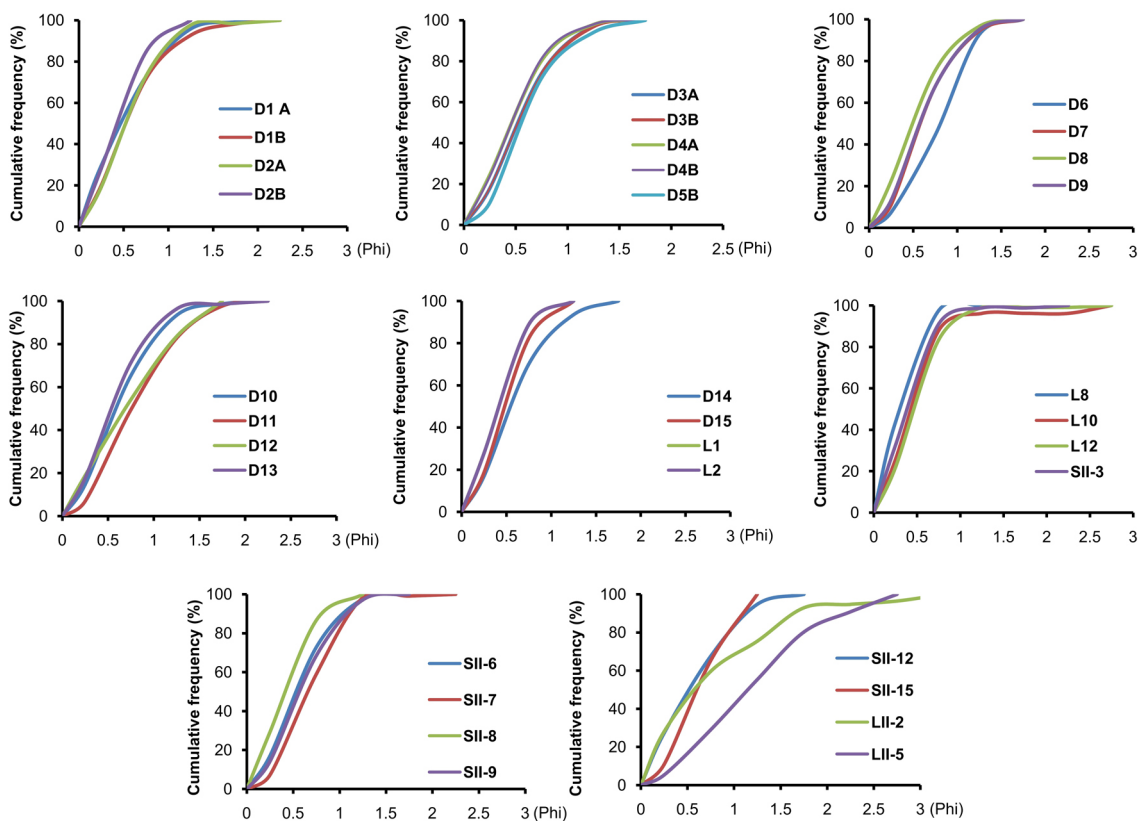 Cumulative frequency (%)
100
80
60
40
20
0
D1 A
D1B
D2A
D2B
0 0.5 1 1.5 2 2.5 3 (Phi)
Cumulative frequency (%)
100
80
60
40
20
0
D3A
D3B
D4A
D4B
D5B
0 0.5 1 1.5 2 2.5
Cumulative frequency (%)
100
80
60
40
20
0
D6
D7
D8
D9
0 0.5 1 1.5 2 2.5 3
Cumulative frequency (%)
100
80
60
40
20
0
D10
D11
D12
D13
0 0.5 1 1.5 2 2.5 3 (Phi)
Cumulative frequency (%)
100
80
60
40
20
0
D14
D15
L1
L2
0 0.5 1 1.5 2 2.5 3
Cumulative frequency (%)
100
80
60
40
20
0
L8
L10
L12
SII-3
0 0.5 1 1.5 2 2.5 3
Cumulative frequency (%)
100
80
60
40
20
0
SII-6
SII-7
SII-8
SII-9
0 0.5 1 1.5 2 2.5 3 (Phi)
Cumulative frequency (%)
100
80
60
40
20
0
SII-12
SII-15
LII-2
LII-5
0 0.5 1 1.5 2 2.5 3 (Phi)